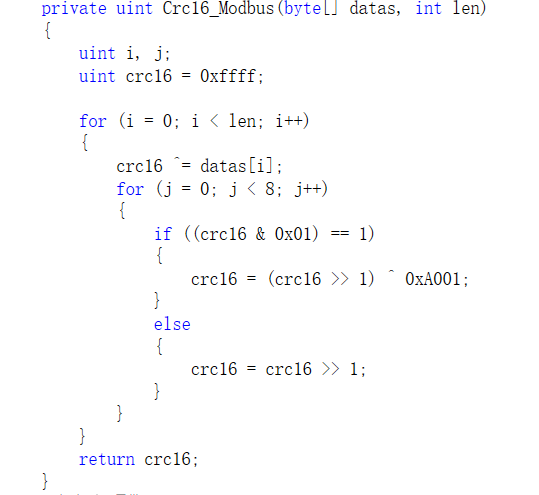 private uint Crc16_Modbus(byte[] datas, int len)
{
uint i, j;
uint crc16 = 0xffff;
for (i = 0; i < len; i++)
{
crc16 ^= datas[i];
for (j = 0; j < 8; j++)
{
if ((crc16 & 0x01) == 1)
{
crc16 = (crc16 >> 1) ^ 0xA001;
}
else
{
crc16 = crc16 >> 1;
}
}
}
return crc16;
}